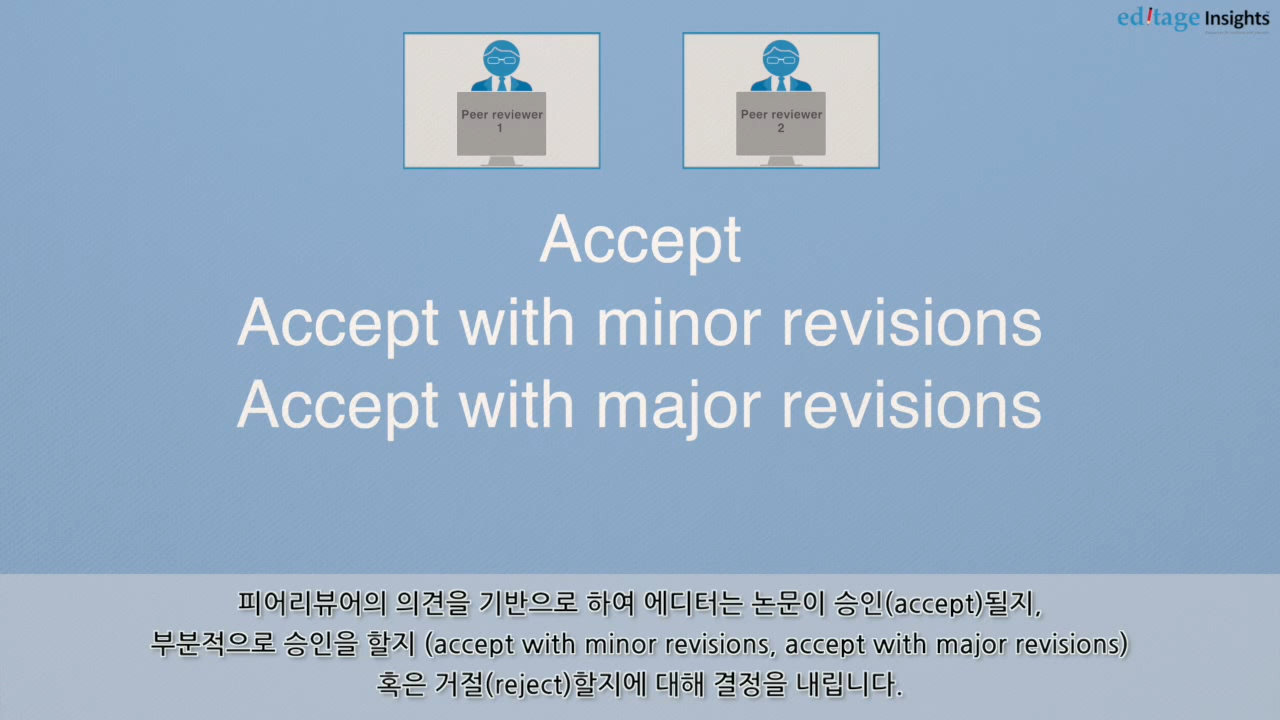 editage Insights
Peer reviewer
1
Peer reviewer
2
Accept
Accept with minor revisions
Accept with major revisions
피어리뷰어의 의견을 기반으로 하여 에디터는 논문이 승인(accept)될지,
부분적으로 승인을 할지 (accept with minor revisions, accept with major revisions)
혹은 거절(reject)할지에 대해 결정을 내립니다.